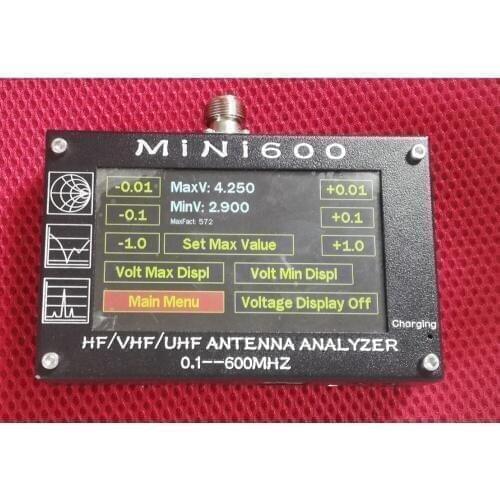 MiNi600
-0.01 MaxV: 4.250 +0.01
MinV: 2.900
-0.1 MaxFact: 572 +0.1
-1.0 Set Max Value +1.0
Volt Max Displ Volt Min Displ
Main Menu Voltage Display Off
Charging
HF/VHF/UHF ANTENNA ANALYZER
0.1--600MHZ